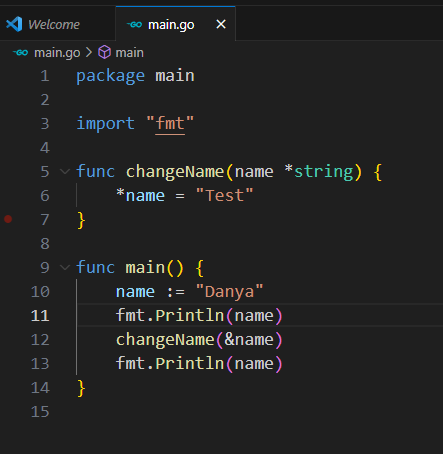 Welcome
main.go
main.go > main
1 package main
2
3 import "fmt"
4
5 func changeName(name *string) {
6     *name = "Test"
7 }
8
9 func main() {
10     name := "Danya"
11     fmt.Println(name)
12     changeName(&name)
13     fmt.Println(name)
14 }
15